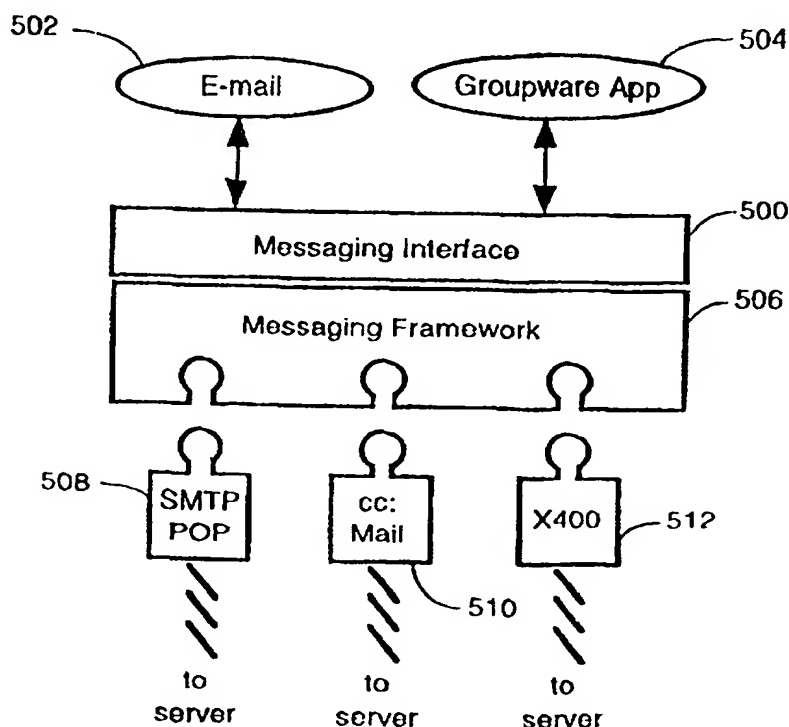 502
504
E-mail
Groupware App
500
Messaging Interface
506
Messaging Framework
508
SMTP
POP
cc:
Mail
X400
512
510
to
server
to
server
to
server